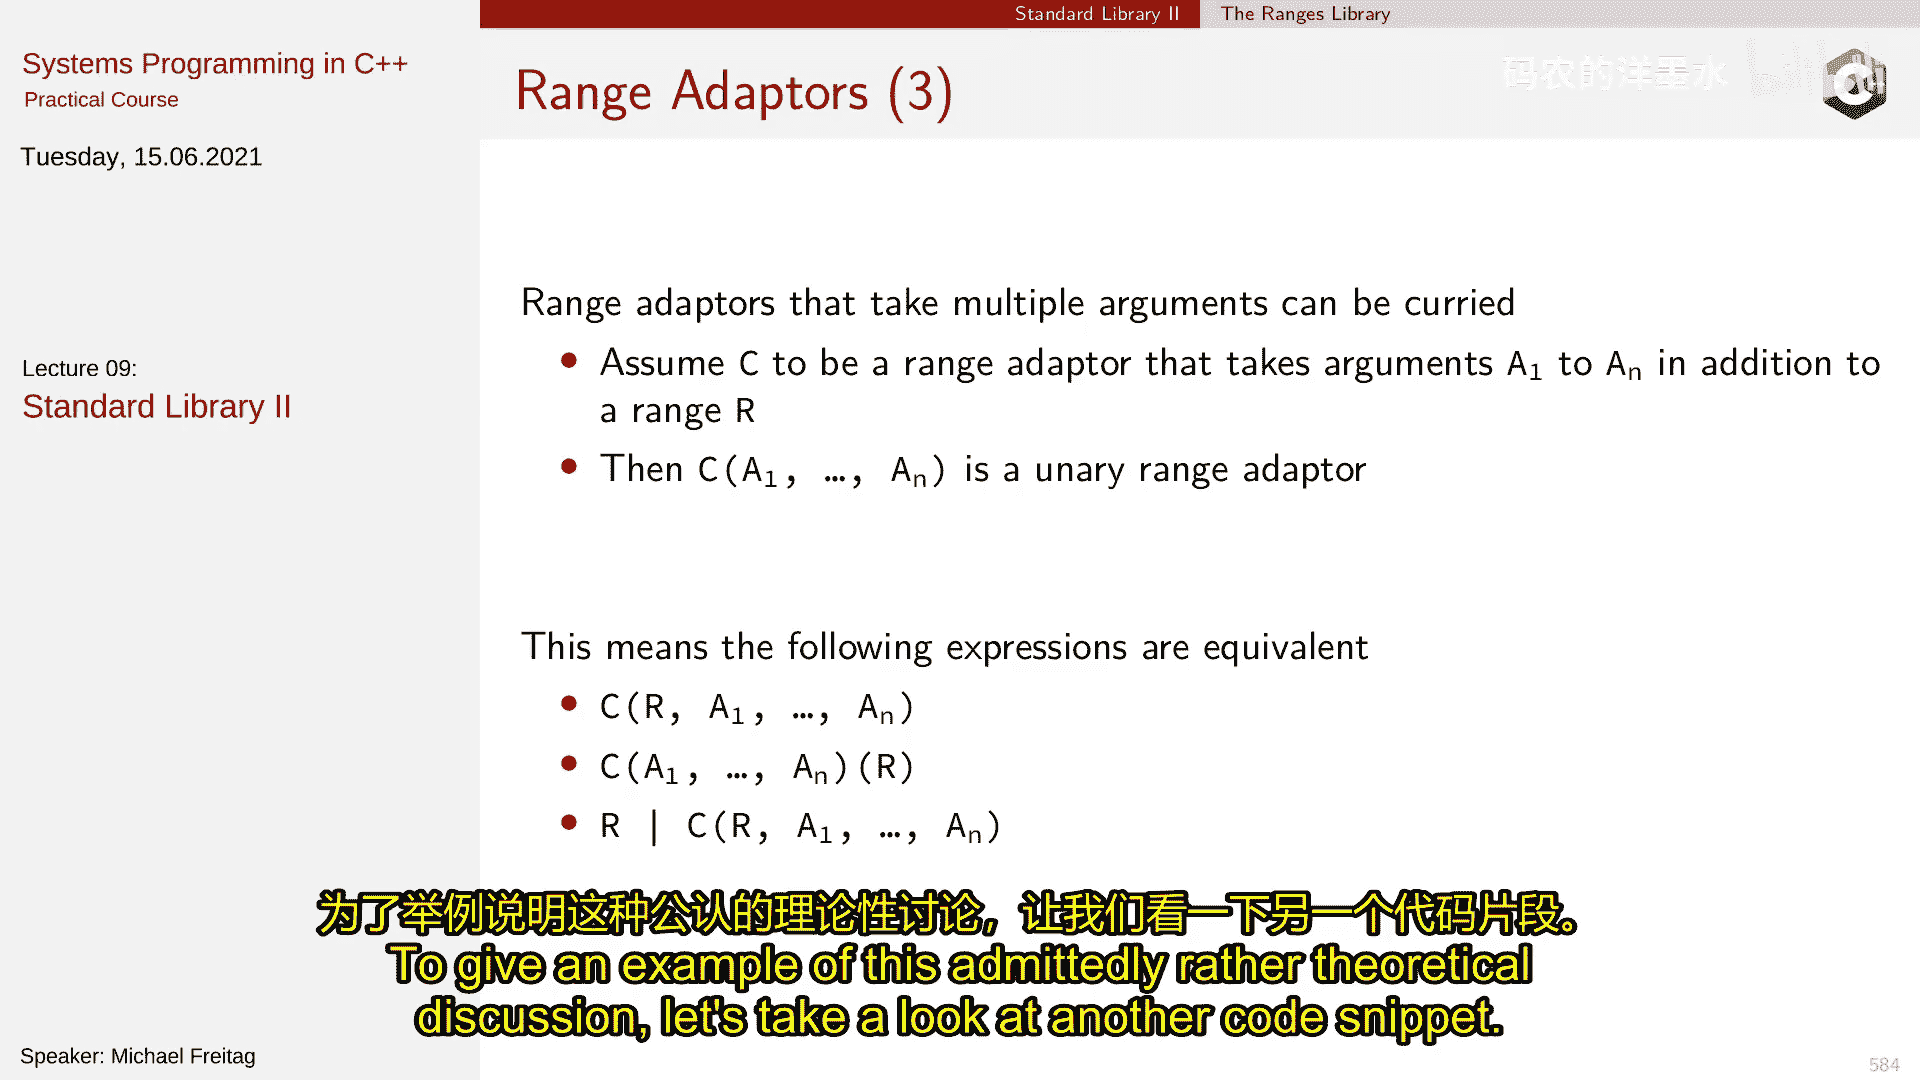 Standard Library II The Ranges Library
Systems Programming in C++
Practical Course
Tuesday, 15.06.2021
Lecture 09:
Standard Library II
Speaker: Michael Freitag
Range Adaptors (3)
码农的洋墨水
Range adaptors that take multiple arguments can be curried
• Assume C to be a range adaptor that takes arguments A₁ to Aₙ in addition to
a range R
• Then C(A₁, …, Aₙ) is a unary range adaptor
This means the following expressions are equivalent
• C(R, A₁, …, Aₙ)
• C(A₁, …, Aₙ)(R)
• R | C(R, A₁, …, Aₙ)
为了举例说明这种公认的理论性讨论，让我们看一下另一个代码片段。
To give an example of this admittedly rather theoretical
discussion, let's take a look at another code snippet.
584